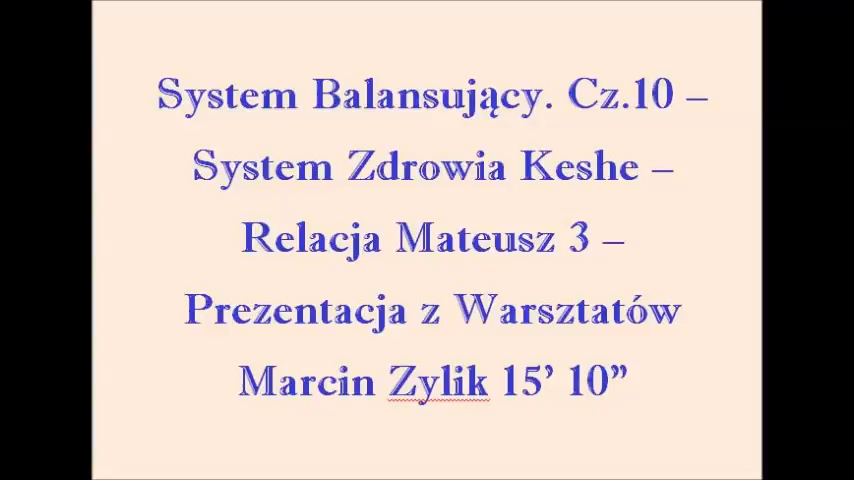 System Balansujący. Cz.10 –
System Zdrowia Keshe –
Relacja Mateusz 3 –
Prezentacja z Warsztatów
Marcin Zylik 15’ 10”